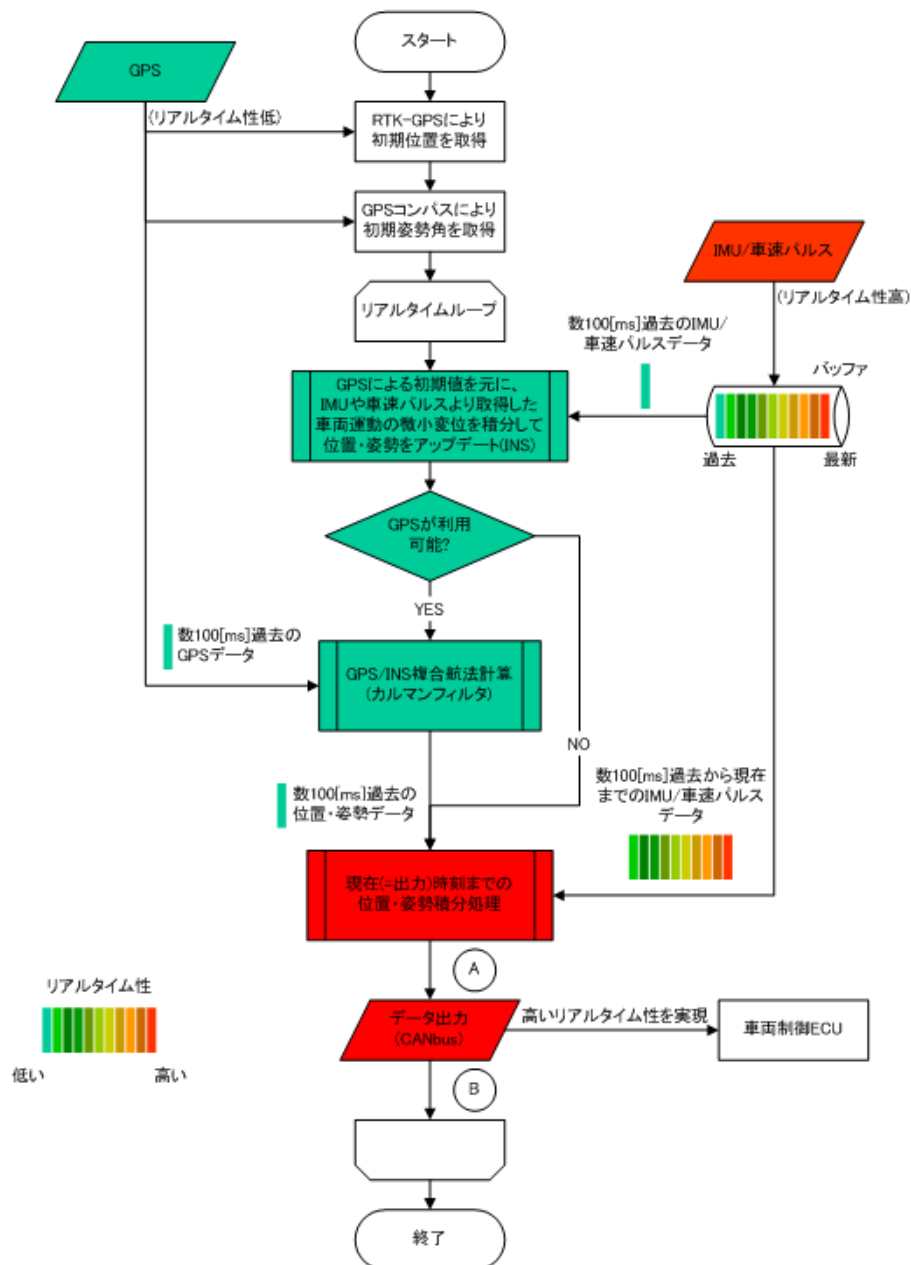 スタート
GPS
(リアルタイム性低)
RTK-GPSにより
初期位置を取得
GPSコンパスにより
初期姿勢角を取得
IMU/車速パルス
(リアルタイム性高)
リアルタイムループ
数100[ms]過去のIMU/
車速パルスデータ
バッファ
過去
最新
GPSによる初期値を元に、
IMUや車速パルスより取得した
車両運動の微小変位を積分して
位置・姿勢をアップデート(INS)
GPSが利用
可能?
YES
数100[ms]過去の
GPSデータ
GPS/INS複合航法計算
(カルマンフィルタ)
NO
数100[ms]過去の
位置・姿勢データ
数100[ms]過去から現在
までのIMU/車速パルス
データ
現在(=出力)時刻までの
位置・姿勢積分処理
A
リアルタイム性
低い
高い
データ出力
(CANbus)
高いリアルタイム性を実現
車両制御ECU
B
終了